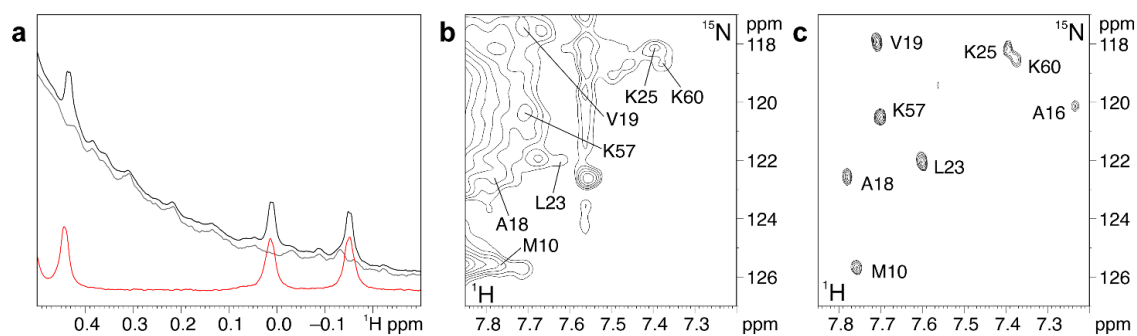 a
0.4 0.3 0.2 0.1 0.0 −0.1 ¹H ppm
b
¹⁵N
ppm
118
K25 K60
V19
120
K57
122
L23
A18
124
M10
126
¹H
7.8 7.7 7.6 7.5 7.4 7.3 ppm
c
¹⁵N
ppm
V19
K25
118
K60
A16
120
K57
L23
122
A18
124
M10
126
¹H
7.8 7.7 7.6 7.5 7.4 7.3 ppm